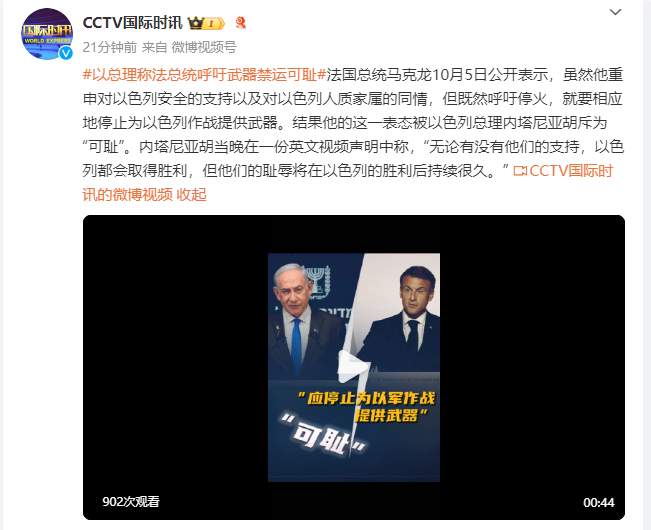 国际时讯
WORLD EXPRESS
CCTV国际时讯
21分钟前 来自 微博视频号
#以总理称法总统呼吁武器禁运可耻#法国总统马克龙10月5日公开表示，虽然他重
申对以色列安全的支持以及对以色列人质家属的同情，但既然呼吁停火，就要相应
地停止为以色列作战提供武器。结果他的这一表态被以色列总理内塔尼亚胡斥为
“可耻”。内塔尼亚胡当晚在一份英文视频声明中称，“无论有没有他们的支持，以色
列都会取得胜利，但他们的耻辱将在以色列的胜利后持续很久。” CCTV国际时
讯的微博视频 收起
"应停止为以军作战
提供武器"
"可耻"
902次观看
00:44